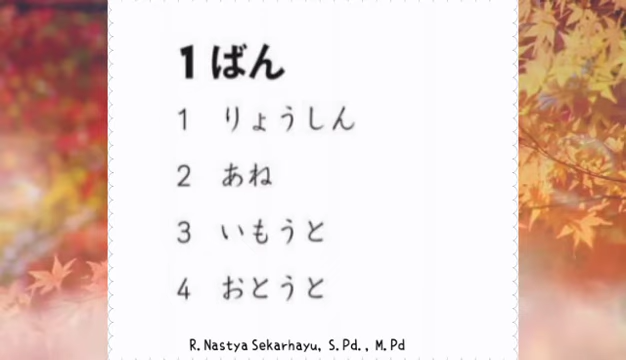 1 ばん
1 りょうしん
2 あね
3 いもうと
4 おとうと
R. Nastya Sekarhayu, S. Pd., M. Pd